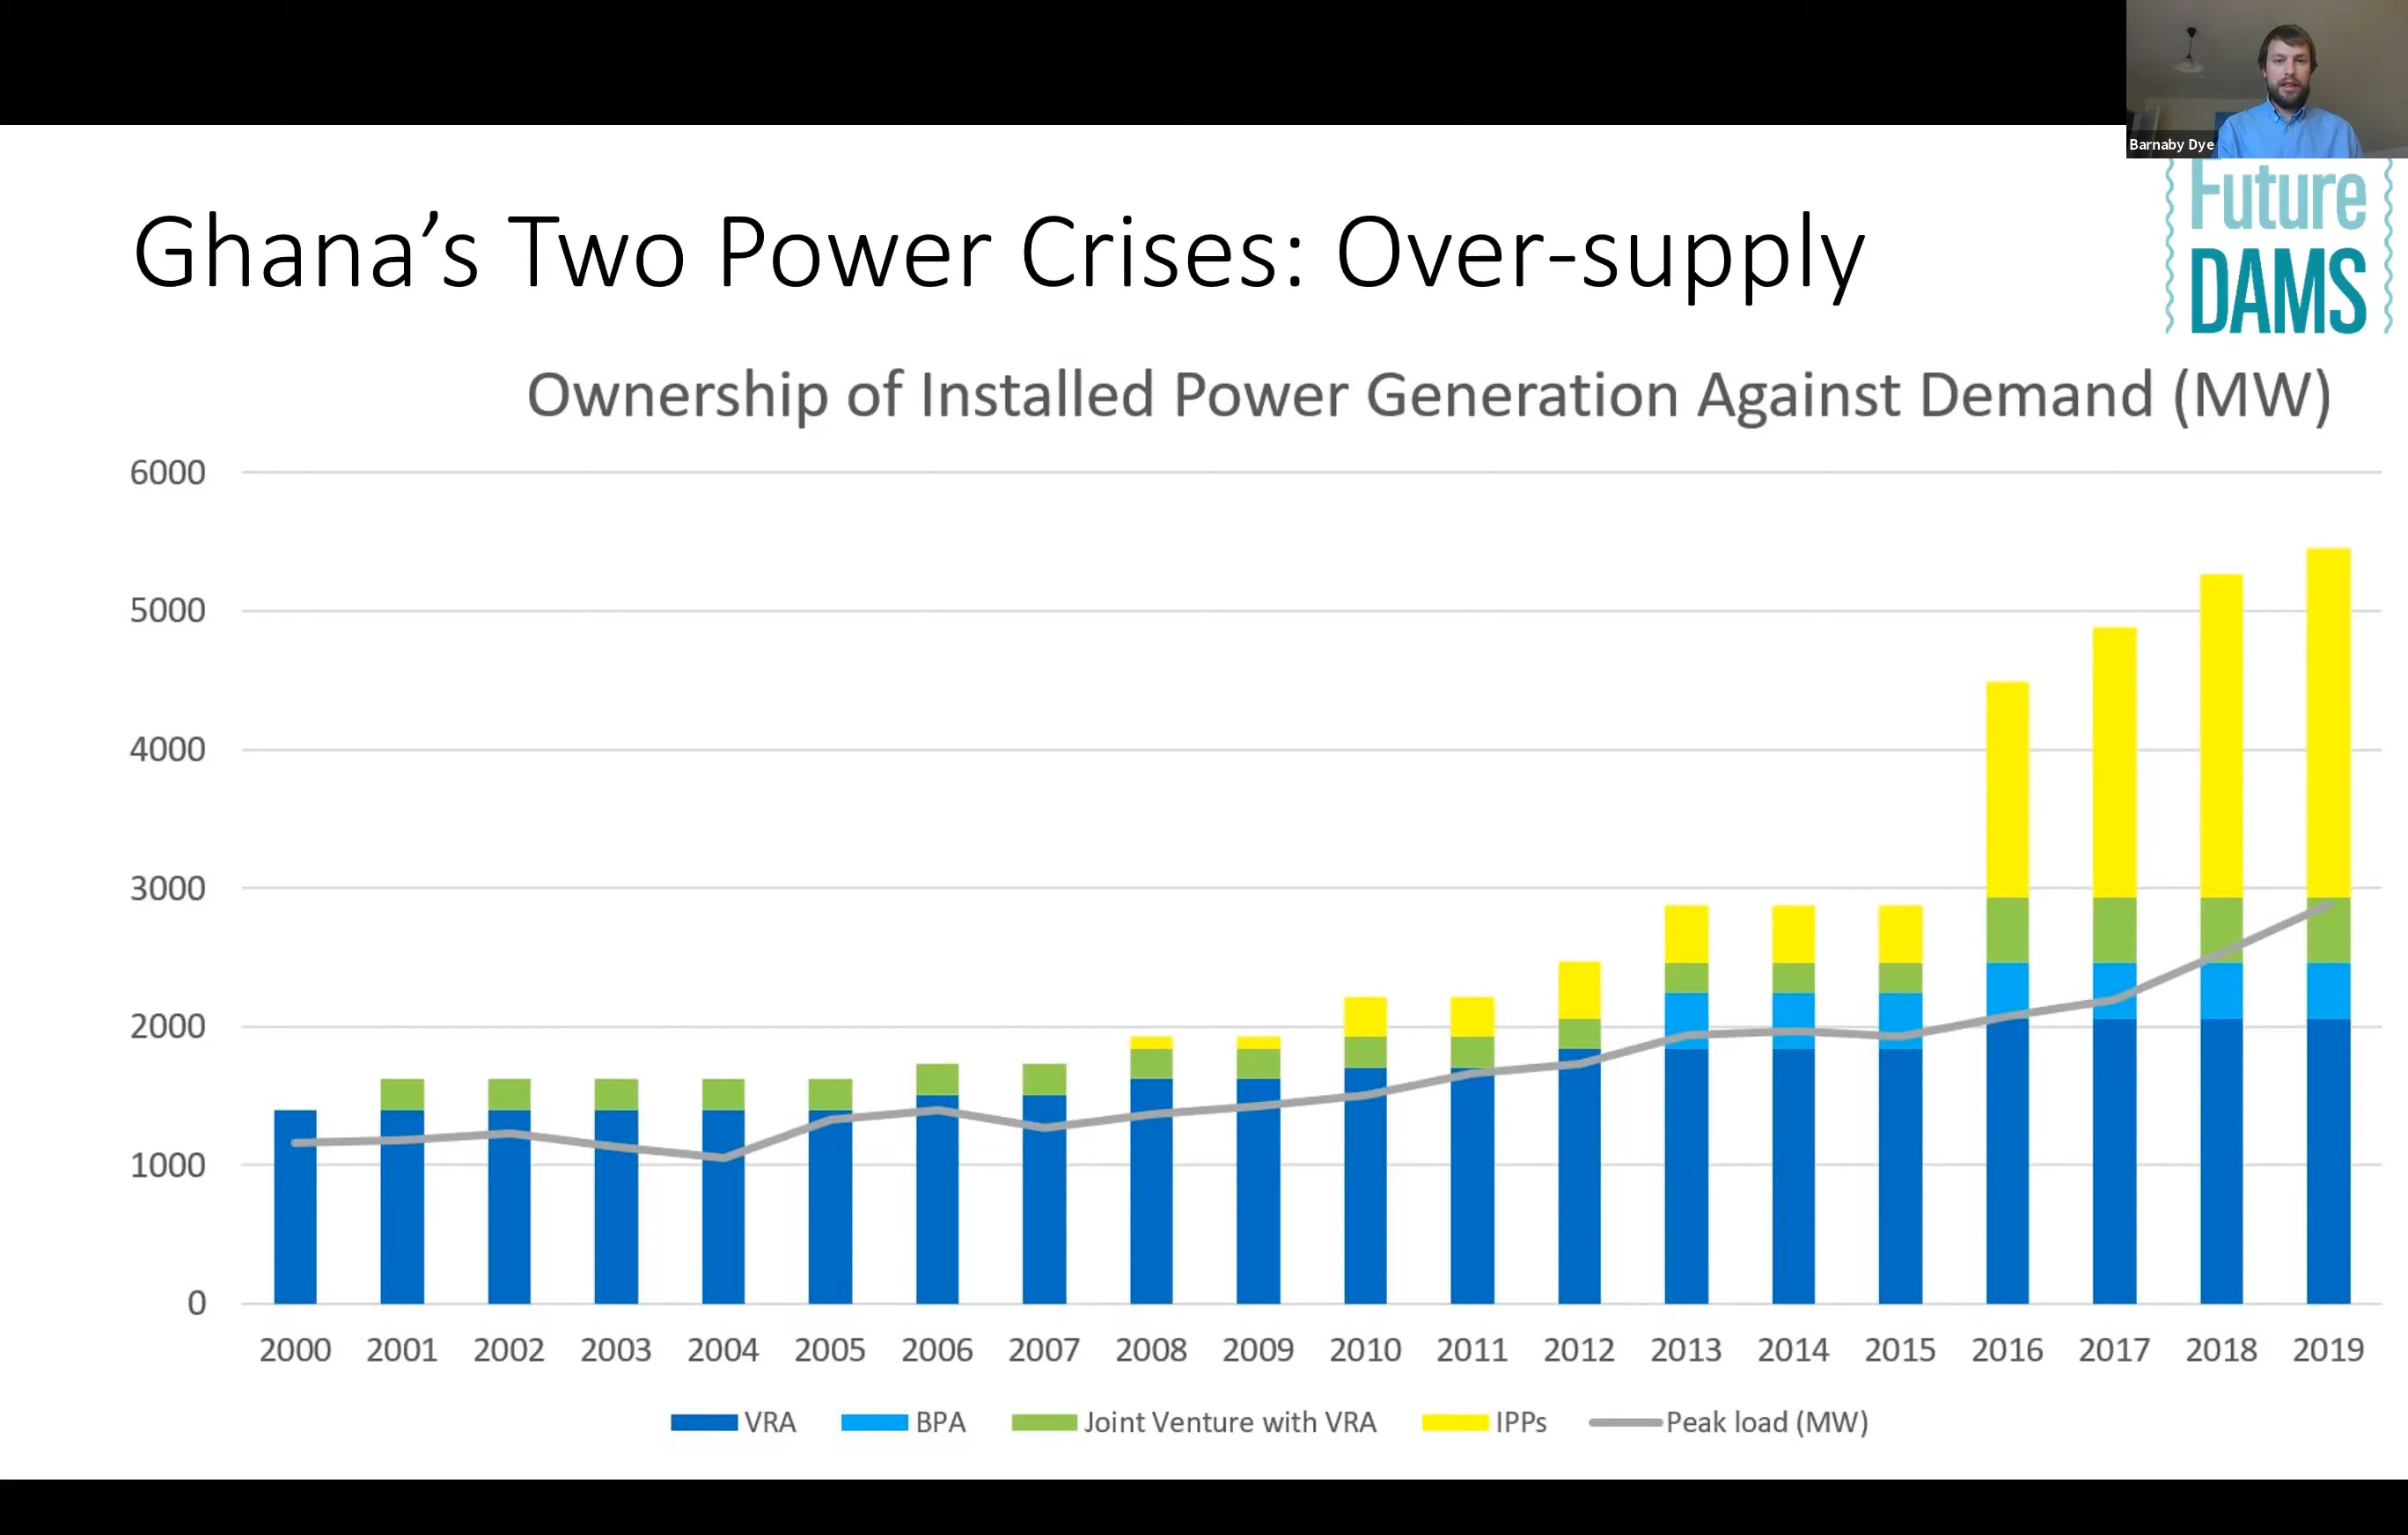 Barnaby Dye
Future
DAMS
Ghana’s Two Power Crises: Over-supply
Ownership of Installed Power Generation Against Demand (MW)
6000
5000
4000
3000
2000
1000
0
2000 2001 2002 2003 2004 2005 2006 2007 2008 2009 2010 2011 2012 2013 2014 2015 2016 2017 2018 2019
VRA BPA Joint Venture with VRA IPPs Peak load (MW)